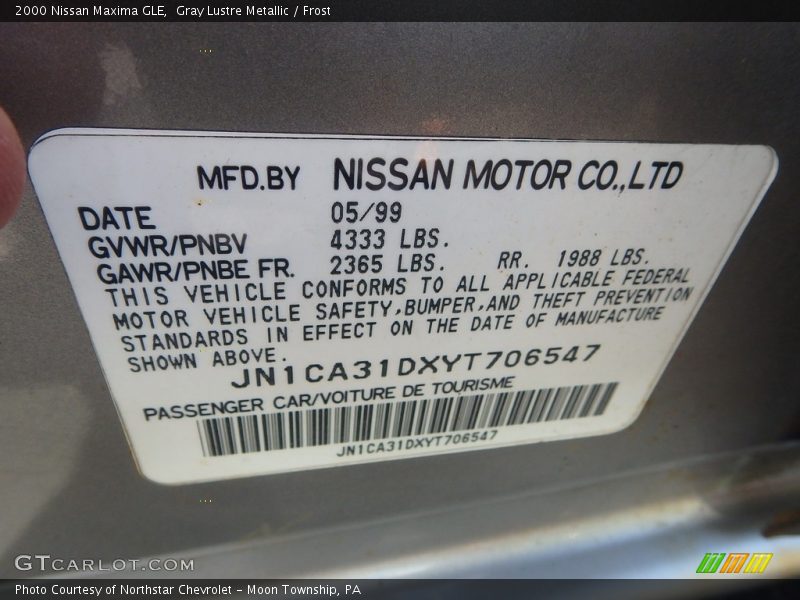 2000 Nissan Maxima GLE,  Gray Lustre Metallic / Frost
MFD.BY NISSAN MOTOR CO.,LTD
DATE 05/99
GVWR/PNBV 4333 LBS.
GAWR/PNBE FR. 2365 LBS. RR. 1988 LBS.
THIS VEHICLE CONFORMS TO ALL APPLICABLE FEDERAL
MOTOR VEHICLE SAFETY,BUMPER,AND THEFT PREVENTION
STANDARDS IN EFFECT ON THE DATE OF MANUFACTURE
SHOWN ABOVE.
JN1CA31DXYT706547
PASSENGER CAR/VOITURE DE TOURISME
JN1CA31DXYT706547
GTCARLOT.COM
Photo Courtesy of Northstar Chevrolet - Moon Township, PA